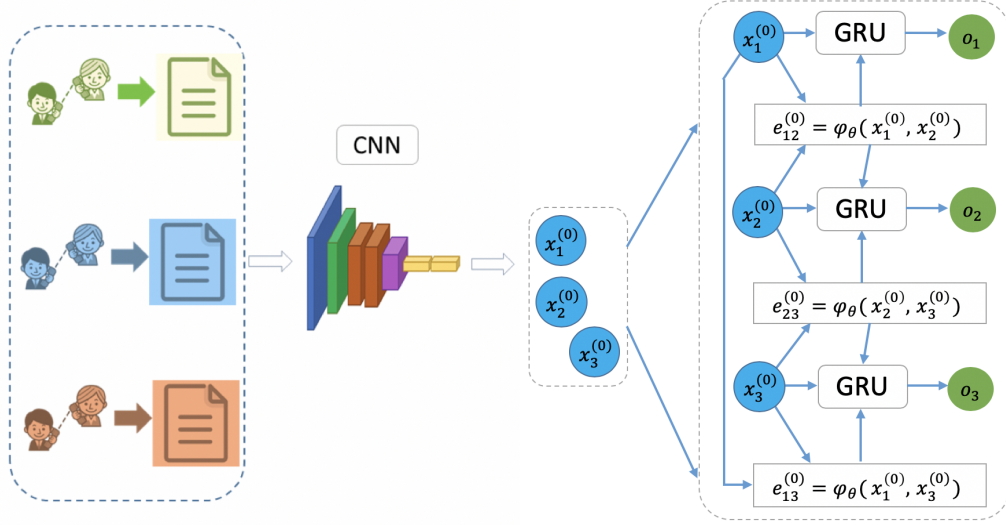 CNN
x_1^(0)
x_2^(0)
x_3^(0)
x_1^(0) GRU o_1
e_12^(0) = φ_θ(x_1^(0), x_2^(0))
x_2^(0) GRU o_2
e_23^(0) = φ_θ(x_2^(0), x_3^(0))
x_3^(0) GRU o_3
e_13^(0) = φ_θ(x_1^(0), x_3^(0))